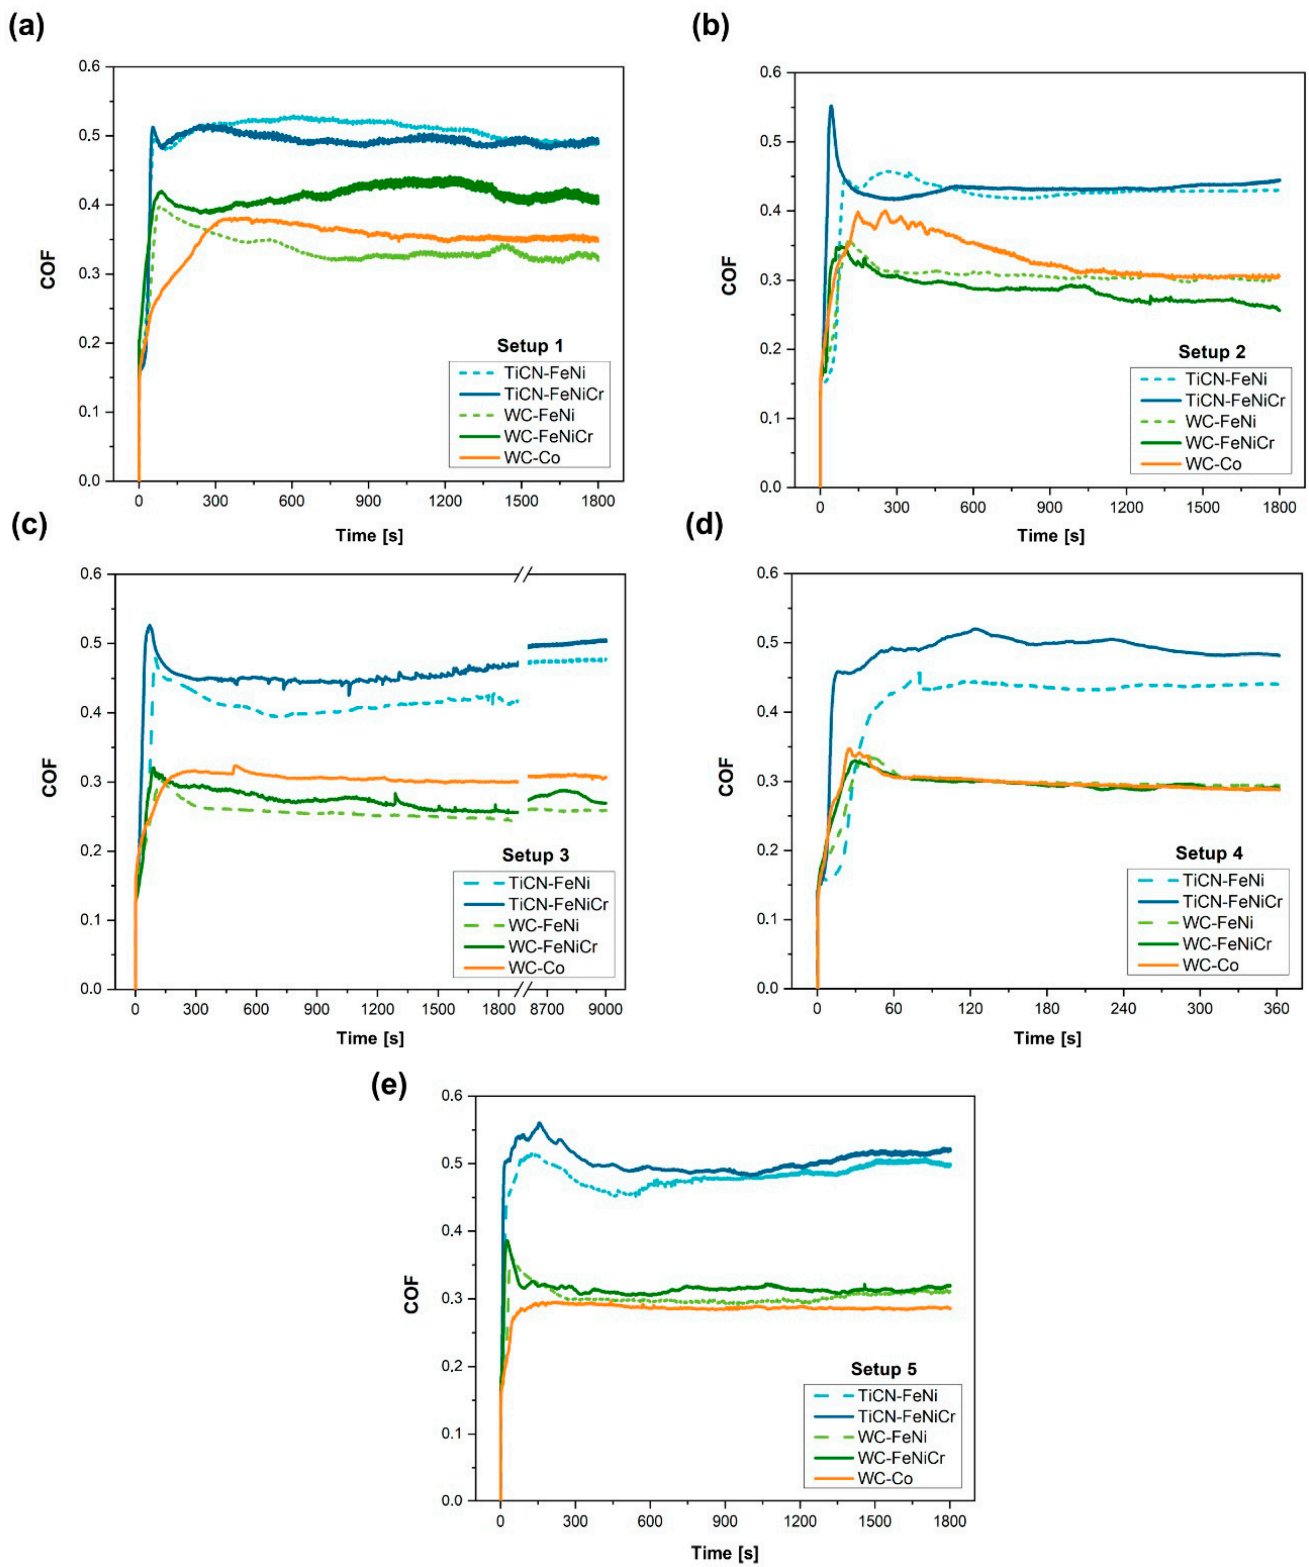 (a)
0.6
0.5
0.4
0.3
0.2
0.1
0.0
COF
Setup 1
TiCN-FeNi
TiCN-FeNiCr
WC-FeNi
WC-FeNiCr
WC-Co
0 300 600 900 1200 1500 1800
Time [s]
(b)
0.6
0.5
0.4
0.3
0.2
0.1
0.0
COF
Setup 2
TiCN-FeNi
TiCN-FeNiCr
WC-FeNi
WC-FeNiCr
WC-Co
0 300 600 900 1200 1500 1800
Time [s]
(c)
0.6
0.5
0.4
0.3
0.2
0.1
0.0
COF
Setup 3
TiCN-FeNi
TiCN-FeNiCr
WC-FeNi
WC-FeNiCr
WC-Co
0 300 600 900 1200 1500 1800 8700 9000
Time [s]
(d)
0.6
0.5
0.4
0.3
0.2
0.1
0.0
COF
Setup 4
TiCN-FeNi
TiCN-FeNiCr
WC-FeNi
WC-FeNiCr
WC-Co
0 60 120 180 240 300 360
Time [s]
(e)
0.6
0.5
0.4
0.3
0.2
0.1
0.0
COF
Setup 5
TiCN-FeNi
TiCN-FeNiCr
WC-FeNi
WC-FeNiCr
WC-Co
0 300 600 900 1200 1500 1800
Time [s]